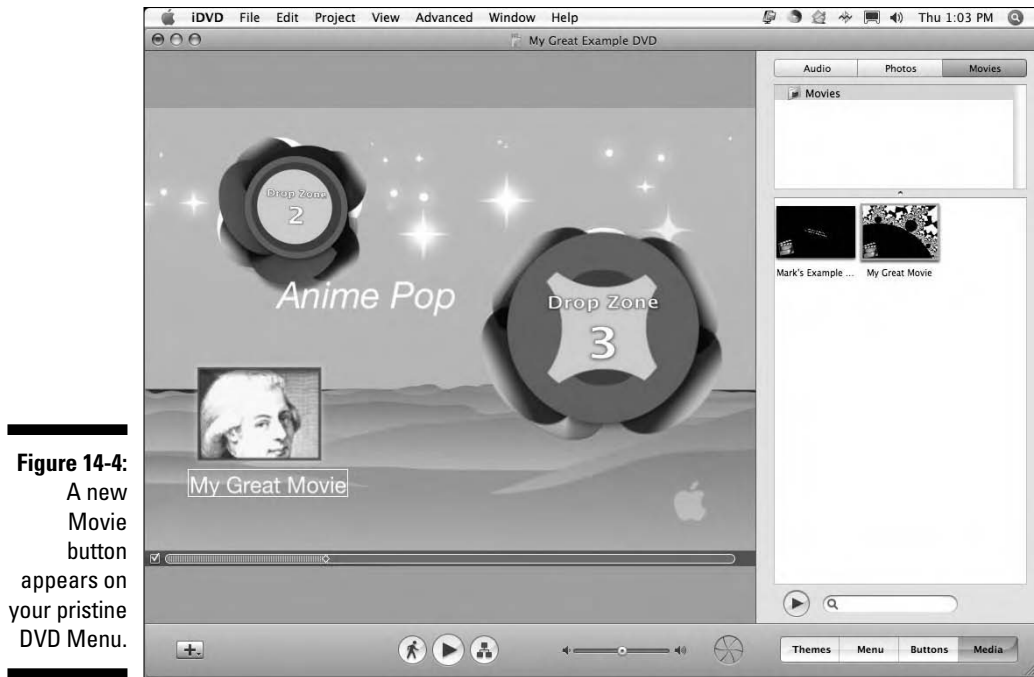 iDVD File Edit Project View Advanced Window Help Thu 1:03 PM
My Great Example DVD
Audio Photos Movies
Movies
Drop Zone
2
Anime Pop
Drop Zone
3
Mark's Example ... My Great Movie
My Great Movie
Figure 14-4:
A new
Movie
button
appears on
your pristine
DVD Menu.
Themes Menu Buttons Media